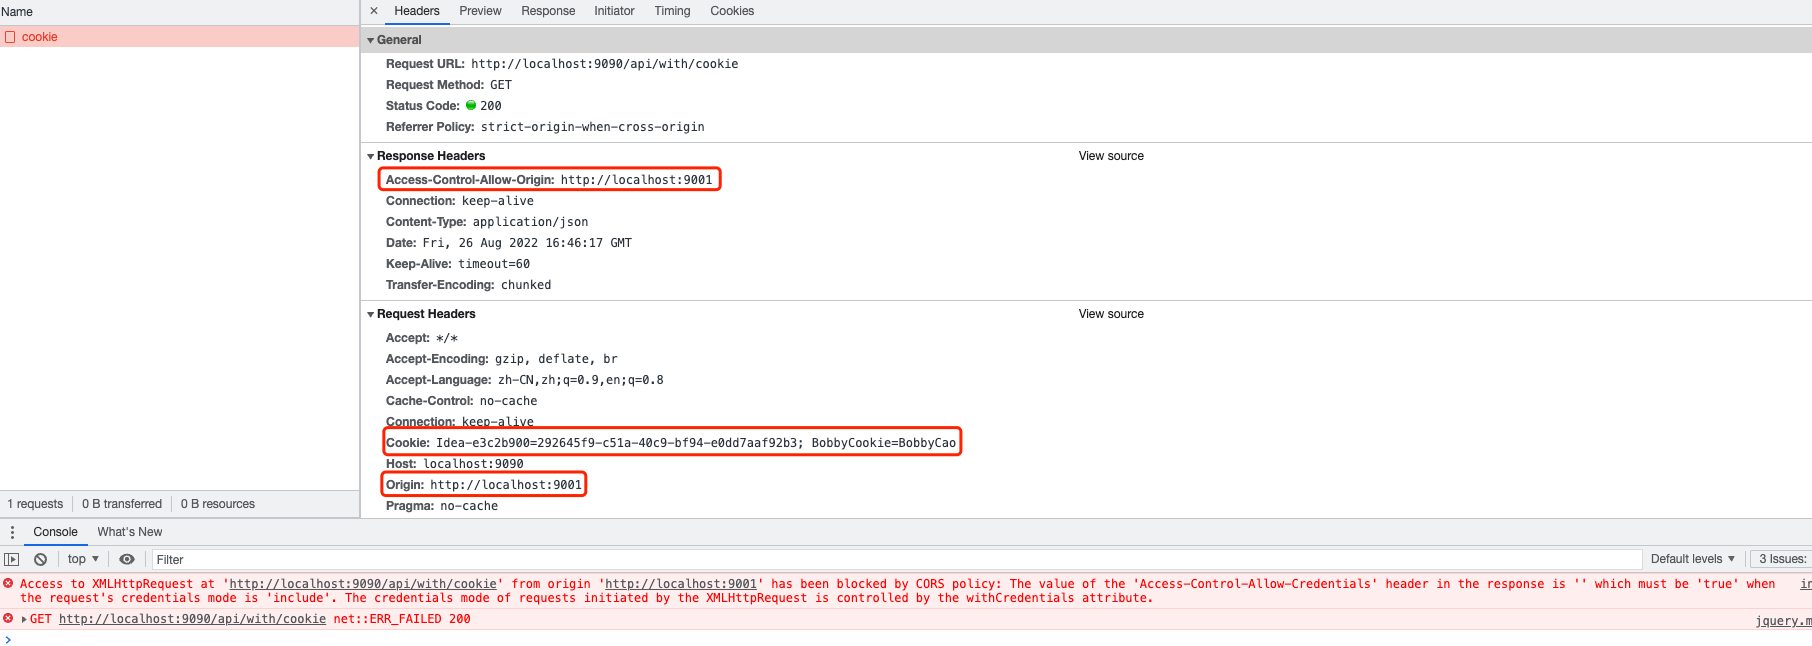 Name
cookie
× Headers Preview Response Initiator Timing Cookies
General
Request URL: http://localhost:9090/api/with/cookie
Request Method: GET
Status Code: 200
Referrer Policy: strict-origin-when-cross-origin
Response Headers View source
Access-Control-Allow-Origin: http://localhost:9001
Connection: keep-alive
Content-Type: application/json
Date: Fri, 26 Aug 2022 16:46:17 GMT
Keep-Alive: timeout=60
Transfer-Encoding: chunked
Request Headers View source
Accept: */*
Accept-Encoding: gzip, deflate, br
Accept-Language: zh-CN,zh;q=0.9,en;q=0.8
Cache-Control: no-cache
Connection: keep-alive
Cookie: Idea-e3c2b900=292645f9-c51a-40c9-bf94-e0dd7aaf92b3; BobbyCookie=BobbyCao
Host: localhost:9090
Origin: http://localhost:9001
Pragma: no-cache
1 requests 0 B transferred 0 B resources
Console What's New
top Filter Default levels 3 Issues:
Access to XMLHttpRequest at 'http://localhost:9090/api/with/cookie' from origin 'http://localhost:9001' has been blocked by CORS policy: The value of the 'Access-Control-Allow-Credentials' header in the response is '' which must be 'true' when in
the request's credentials mode is 'include'. The credentials mode of requests initiated by the XMLHttpRequest is controlled by the withCredentials attribute.
GET http://localhost:9090/api/with/cookie net::ERR_FAILED 200 jquery.m